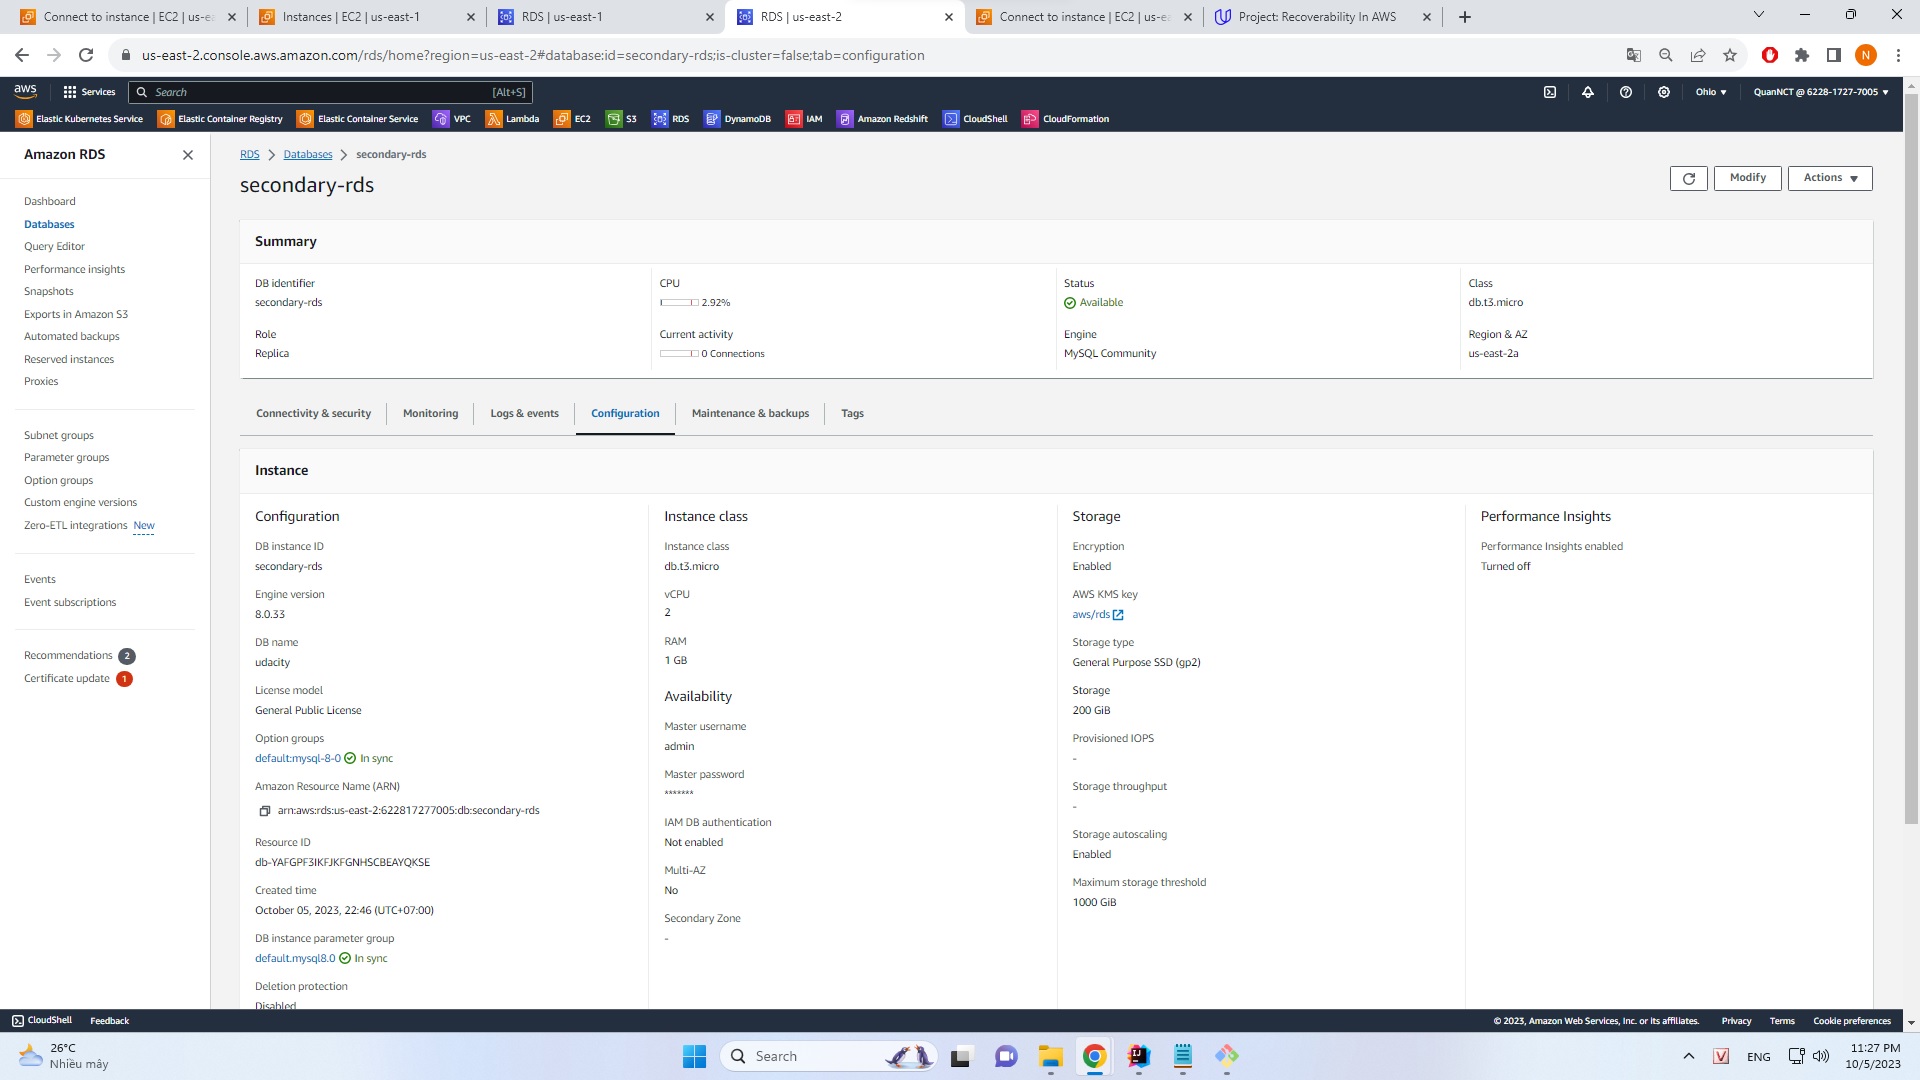 Connect to instance | EC2 | us-ea
Instances | EC2 | us-east-1
RDS | us-east-1
RDS | us-east-2
Connect to instance | EC2 | us-ea
Project: Recoverability In AWS
us-east-2.console.aws.amazon.com/rds/home?region=us-east-2#database:id=secondary-rds;is-cluster=false;tab=configuration
N
aws
Services
Search
[Alt+S]
Ohio
QuanNCT @ 6228-1727-7005
Elastic Kubernetes Service
Elastic Container Registry
Elastic Container Service
VPC
Lambda
EC2
S3
RDS
DynamoDB
IAM
Amazon Redshift
CloudShell
CloudFormation
Amazon RDS
Dashboard
Databases
Query Editor
Performance insights
Snapshots
Exports in Amazon S3
Automated backups
Reserved instances
Proxies
Subnet groups
Parameter groups
Option groups
Custom engine versions
Zero-ETL integrations New
Events
Event subscriptions
Recommendations 2
Certificate update 1
RDS
Databases
secondary-rds
secondary-rds
Modify
Actions
Summary
DB identifier
secondary-rds
CPU
2.92%
Status
Available
Class
db.t3.micro
Role
Replica
Current activity
0 Connections
Engine
MySQL Community
Region & AZ
us-east-2a
Connectivity & security
Monitoring
Logs & events
Configuration
Maintenance & backups
Tags
Instance
Configuration
DB instance ID
secondary-rds
Engine version
8.0.33
DB name
udacity
License model
General Public License
Option groups
default:mysql-8-0 In sync
Amazon Resource Name (ARN)
arn:aws:rds:us-east-2:622817277005:db:secondary-rds
Resource ID
db-YAFGPF3IKFJKFGNHSCBEAYQKSE
Created time
October 05, 2023, 22:46 (UTC+07:00)
DB instance parameter group
default.mysql8.0 In sync
Deletion protection
Disabled
Instance class
Instance class
db.t3.micro
vCPU
2
RAM
1 GB
Availability
Master username
admin
Master password
*******
IAM DB authentication
Not enabled
Multi-AZ
No
Secondary Zone
-
Storage
Encryption
Enabled
AWS KMS key
aws/rds
Storage type
General Purpose SSD (gp2)
Storage
200 GiB
Provisioned IOPS
-
Storage throughput
-
Storage autoscaling
Enabled
Maximum storage threshold
1000 GiB
Performance Insights
Performance Insights enabled
Turned off
CloudShell
Feedback
© 2023, Amazon Web Services, Inc. or its affiliates.
Privacy
Terms
Cookie preferences
26°C
Nhiều mây
Search
V
ENG
11:27 PM
10/5/2023